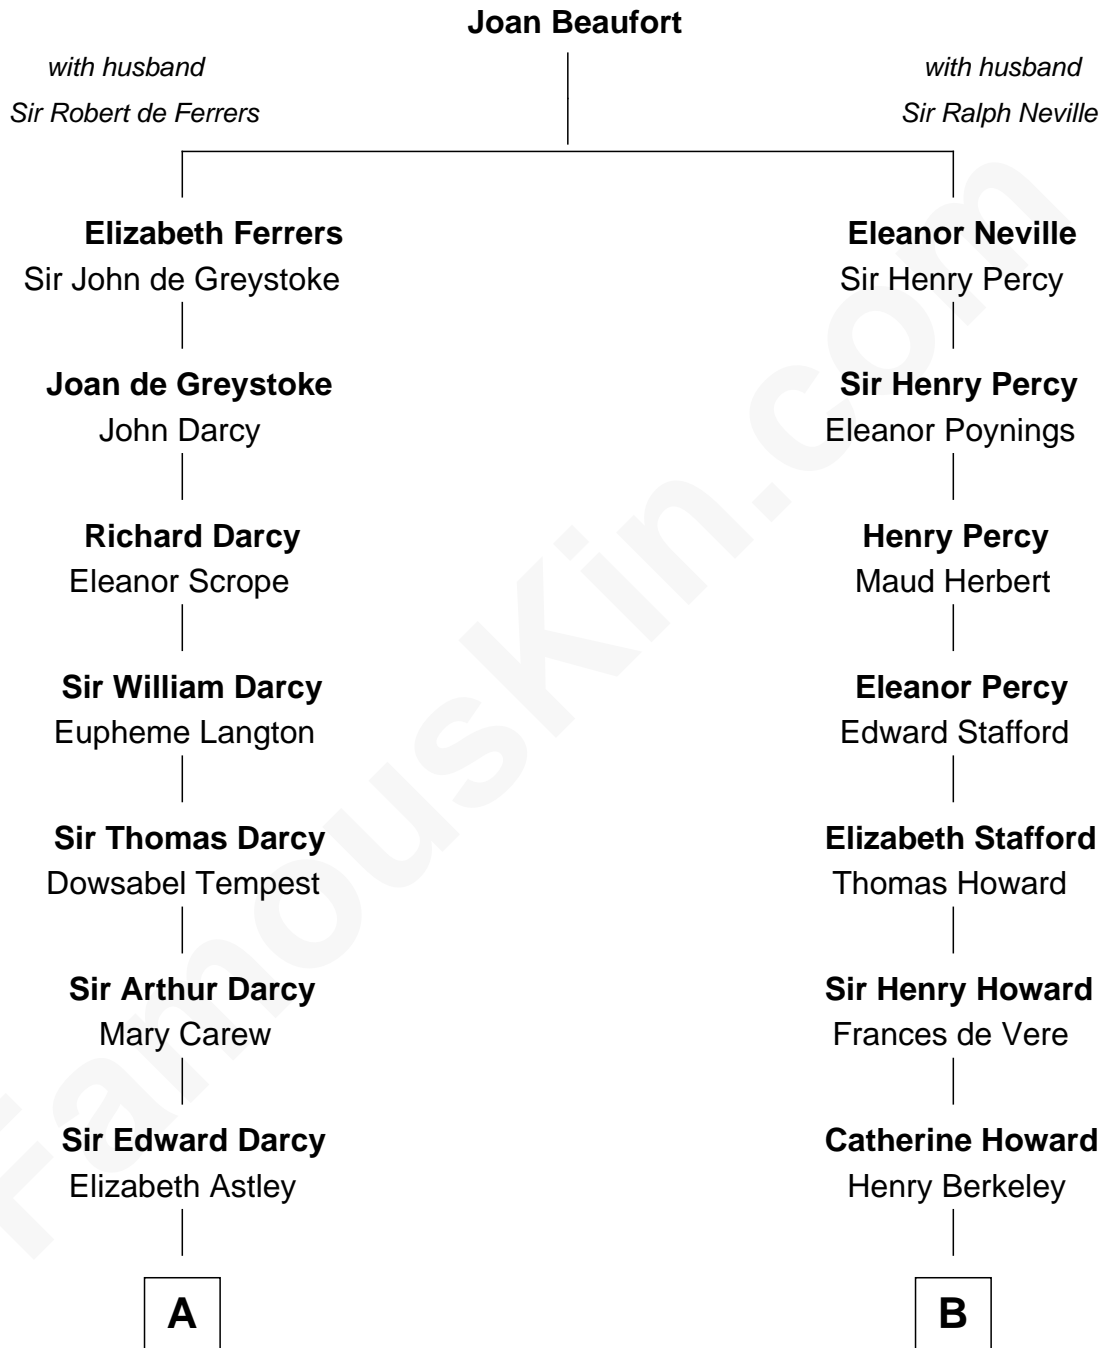 Joan Beaufort
with husband
Sir Robert de Ferrers
with husband
Sir Ralph Neville
Elizabeth Ferrers
Sir John de Greystoke
Eleanor Neville
Sir Henry Percy
Joan de Greystoke
John Darcy
Sir Henry Percy
Eleanor Poynings
Richard Darcy
Eleanor Scrope
Henry Percy
Maud Herbert
Sir William Darcy
Eupheme Langton
Eleanor Percy
Edward Stafford
Sir Thomas Darcy
Dowsabel Tempest
Elizabeth Stafford
Thomas Howard
Sir Arthur Darcy
Mary Carew
Sir Henry Howard
Frances de Vere
Sir Edward Darcy
Elizabeth Astley
Catherine Howard
Henry Berkeley
A
B
FamousKin.com